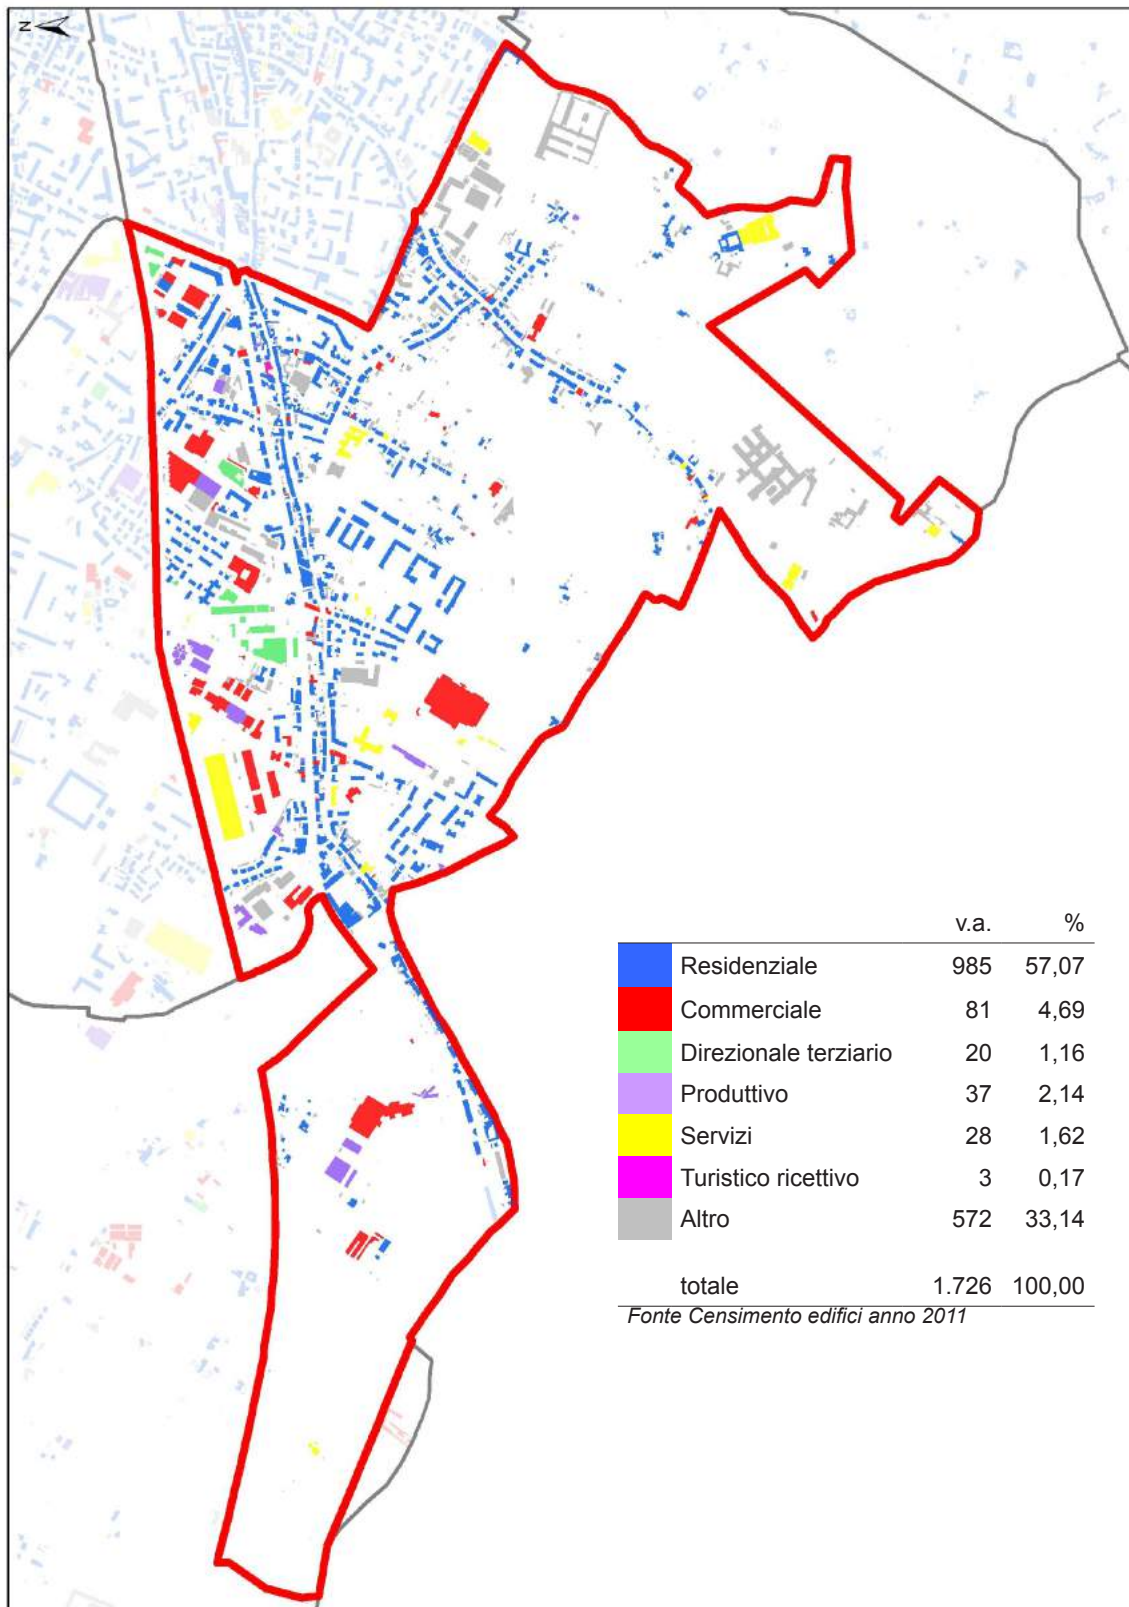 N
v.a. %
Residenziale 985 57,07
Commerciale 81 4,69
Direzionale terziario 20 1,16
Produttivo 37 2,14
Servizi 28 1,62
Turistico ricettivo 3 0,17
Altro 572 33,14
totale 1.726 100,00
Fonte Censimento edifici anno 2011